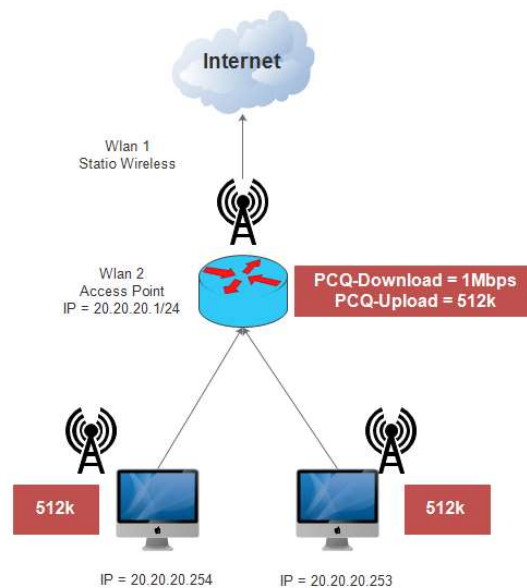 Internet
Wlan 1
Statio Wireless
Wlan 2
Access Point
IP = 20.20.20.1/24
PCQ-Download = 1Mbps
PCQ-Upload = 512k
512k
512k
IP = 20.20.20.254
IP = 20.20.20.253